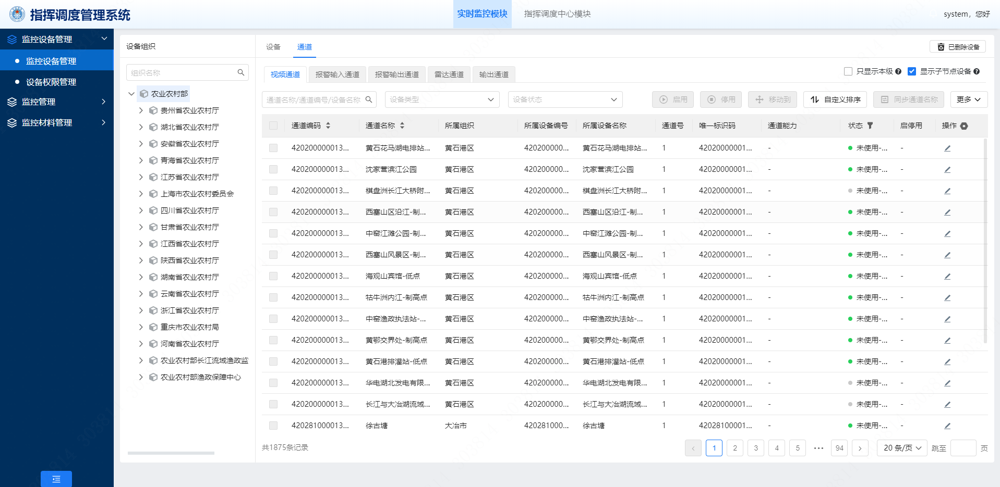 指挥调度管理系统
实时监控模块
指挥调度中心模块
system，您好
监控设备管理
监控设备管理
设备权限管理
监控管理
监控材料管理
设备组织
组织名称
农业农村部
贵州省农业农村厅
湖北省农业农村厅
安徽省农业农村厅
青海省农业农村厅
江苏省农业农村厅
上海市农业农村委员会
四川省农业农村厅
甘肃省农业农村厅
江西省农业农村厅
陕西省农业农村厅
湖南省农业农村厅
云南省农业农村厅
浙江省农业农村厅
重庆市农业农村局
河南省农业农村厅
农业农村部长江流域渔政监
农业农村部渔政保障中心
设备 通道
已删除设备
视频通道 报警输入通道 报警输出通道 雷达通道 输出通道
只显示本级 显示子节点设备
通道名称/通道编号/设备名称 设备类型 设备状态 启用 停用 移动到 自定义排序 同步通道名称 更多
通道编码 通道名称 所属组织 所属设备编号 所属设备名称 通道号 唯一标识码 通道能力 状态 启停用 操作
420200000013... 黄石花马湖电排站... 黄石港区 420200000... 黄石花马湖电排站... 1 42020000001... - 未使用-... -
420200000013... 沈家营滨江公园 黄石港区 420200000... 沈家营滨江公园 1 42020000001... - 未使用-... -
420200000013... 棋盘洲长江大桥附... 黄石港区 420200000... 棋盘洲长江大桥附... 1 42020000001... - 未使用-... -
420200000013... 西塞山区沿江-制... 黄石港区 420200000... 西塞山区沿江-制... 1 42020000001... - 未使用-... -
420200000013... 中窑江滩公园-制... 黄石港区 420200000... 中窑江滩公园-制... 1 42020000001... - 未使用-... -
420200000013... 西塞山风景区-制... 黄石港区 420200000... 西塞山风景区-制... 1 42020000001... - 未使用-... -
420200000013... 海观山宾馆-低点 黄石港区 420200000... 海观山宾馆-低点 1 42020000001... - 未使用-... -
420200000013... 牯牛洲内江-制高点 黄石港区 420200000... 牯牛洲内江-制高点 1 42020000001... - 未使用-... -
420200000013... 中窑渔政执法站-... 黄石港区 420200000... 中窑渔政执法站-... 1 42020000001... - 未使用-... -
420200000013... 黄鄂交界处-制高点 黄石港区 420200000... 黄鄂交界处-制高点 1 42020000001... - 未使用-... -
420200000013... 黄石港排灌站-低点 黄石港区 420200000... 黄石港排灌站-低点 1 42020000001... - 未使用-... -
420200000013... 华电湖北发电有限... 黄石港区 420200000... 华电湖北发电有限... 1 42020000001... - 未使用-... -
420200000013... 长江与大冶湖流域... 黄石港区 420200000... 长江与大冶湖流域... 1 42020000001... - 未使用-... -
420281000013... 徐古塘 大冶市 420281000... 徐古塘 1 42028100001... - 未使用-... -
共1875条记录
1 2 3 4 5 ••• 94 20 条/页 跳至 页